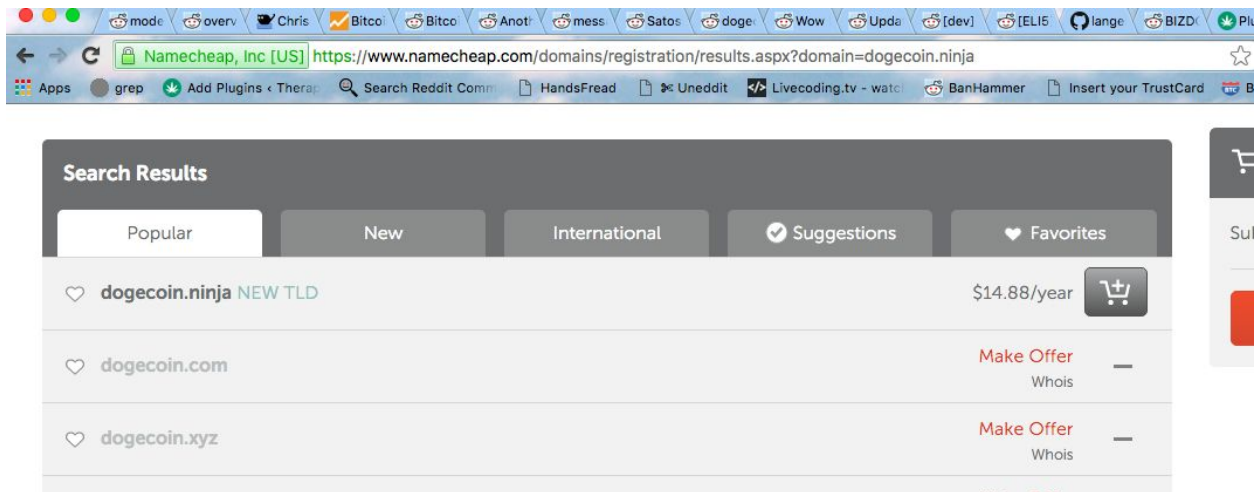 mode overv Chris Bitcoi Bitcoi Anoth mess Satos doge Wow Upda [dev] [ELI5 lange BIZD Plu
Namecheap, Inc [US] https://www.namecheap.com/domains/registration/results.aspx?domain=dogecoin.ninja
Apps grep Add Plugins ‹ Therap Search Reddit Comm HandsFread ✄ Uneddit Livecoding.tv - watc BanHammer Insert your TrustCard B
Search Results
Popular New International Suggestions Favorites
Sul
dogecoin.ninja NEW TLD $14.88/year
dogecoin.com Make Offer
Whois
dogecoin.xyz Make Offer
Whois